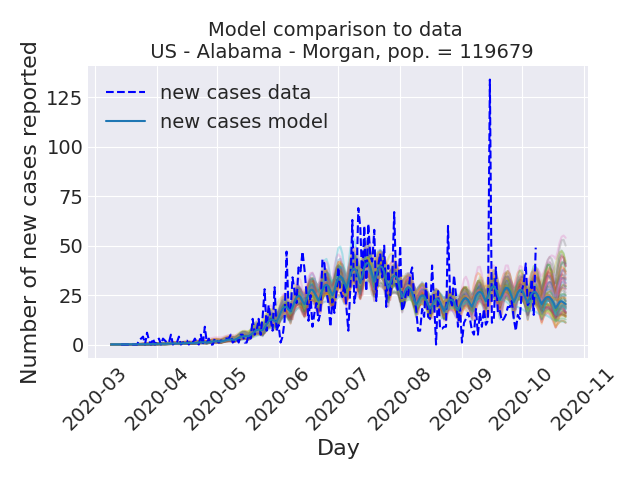 Model comparison to data
US - Alabama - Morgan, pop. = 119679
Number of new cases reported
125
100
75
50
25
0
new cases data
new cases model
2020-03
2020-04
2020-05
2020-06
2020-07
2020-08
2020-09
2020-10
2020-11
Day